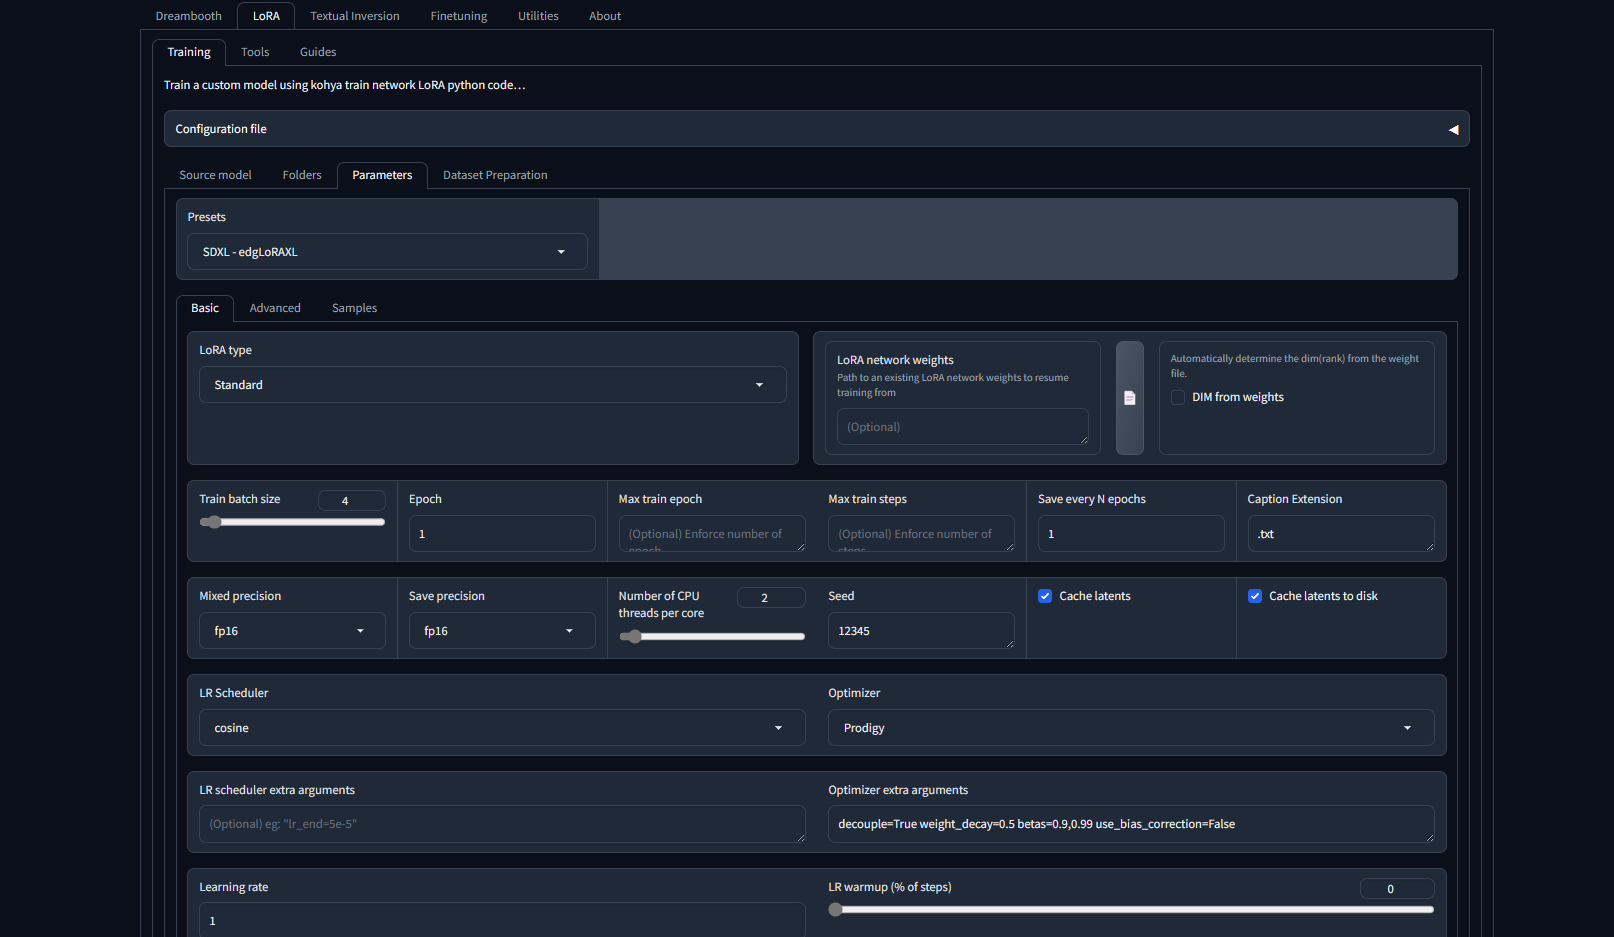 Dreambooth LoRA Textual Inversion Finetuning Utilities About
Training Tools Guides
Train a custom model using kohya train network LoRA python code…
Configuration file
Source model Folders Parameters Dataset Preparation
Presets
SDXL - edgLoRAXL
Basic Advanced Samples
LoRA type
Standard
LoRA network weights
Path to an existing LoRA network weights to resume
training from
(Optional)
Automatically determine the dim(rank) from the weight
file.
DIM from weights
Train batch size 4
Epoch
1
Max train epoch
(Optional) Enforce number of
epoch
Max train steps
(Optional) Enforce number of
steps
Save every N epochs
1
Caption Extension
.txt
Mixed precision
fp16
Save precision
fp16
Number of CPU
threads per core
2
Seed
12345
Cache latents
Cache latents to disk
LR Scheduler
cosine
Optimizer
Prodigy
LR scheduler extra arguments
(Optional) eg: "lr_end=5e-5"
Optimizer extra arguments
decouple=True weight_decay=0.5 betas=0.9,0.99 use_bias_correction=False
Learning rate
1
LR warmup (% of steps) 0